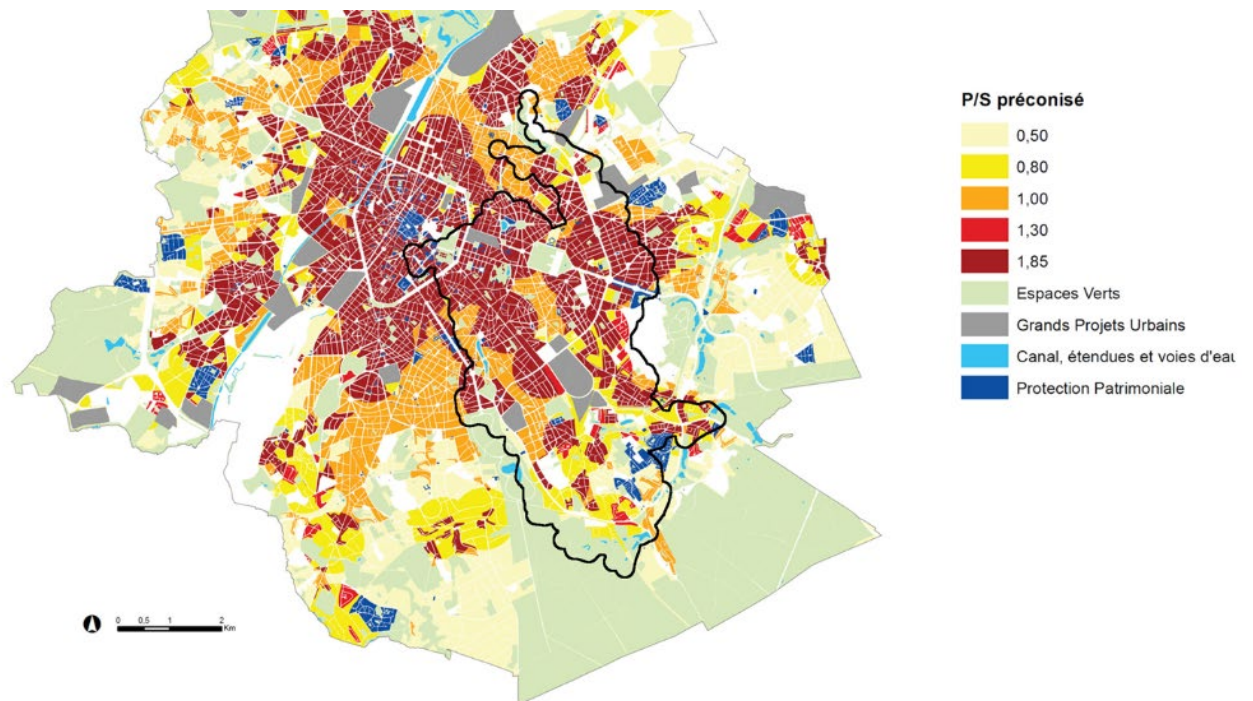 P/S préconisé
0,50
0,80
1,00
1,30
1,85
Espaces Verts
Grands Projets Urbains
Canal, étendues et voies d'eau
Protection Patrimoniale
0 0,5 1 2
Km